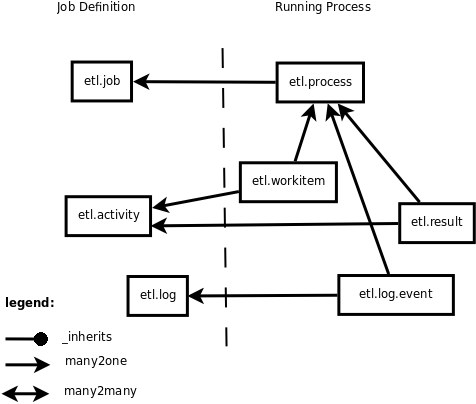 Job Definition
Running Process
etl.job
etl.process
etl.workitem
etl.activity
etl.result
etl.log
etl.log.event
legend:
_inherits
many2one
many2many